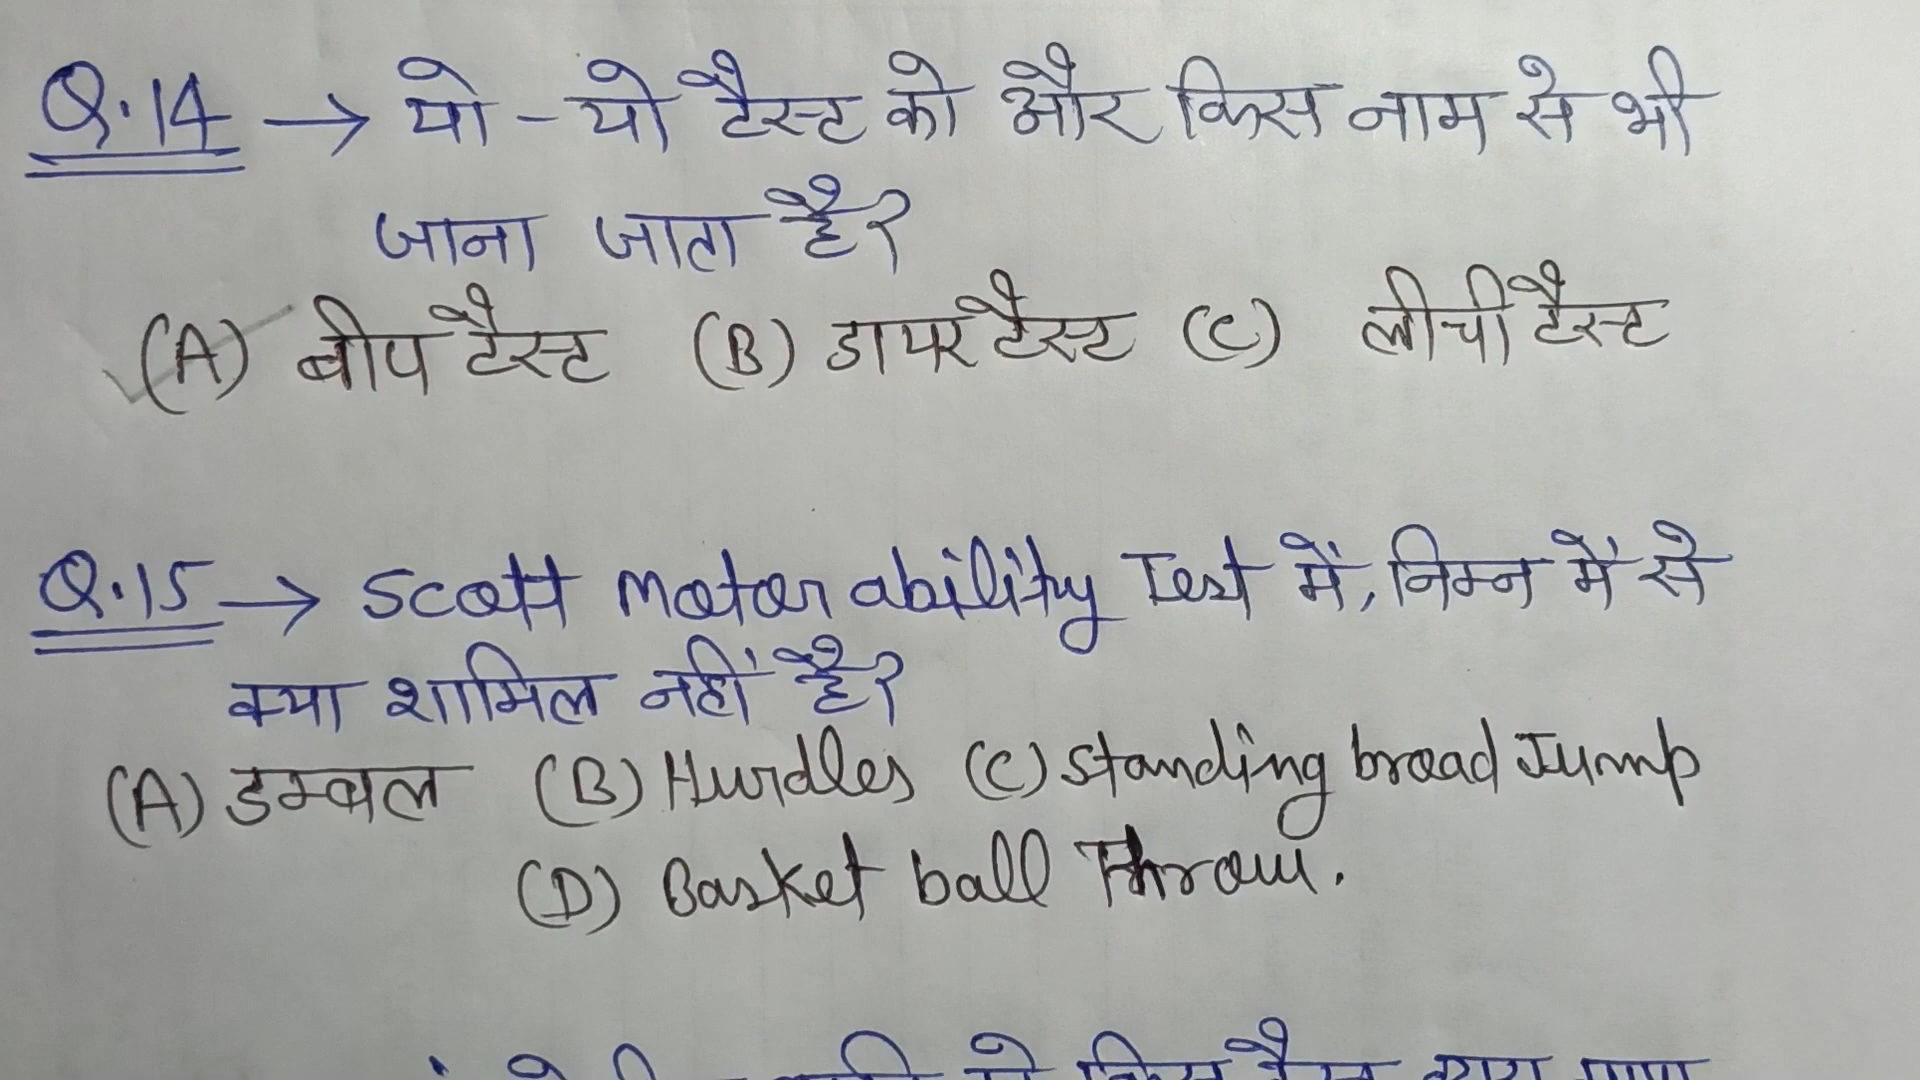 Q.14 → यो - यो टैस्ट को और किस नाम से भी
जाना जाता है?
(A) बीप टैस्ट (B) डायर टैस्ट (C) लीची टैस्ट
Q.15 → Scott motor ability Test में, निम्न में से
क्या शामिल नहीं है?
(A) डम्बल (B) Hurdles (C) Standing broad Jump
(D) Basket ball Throw.